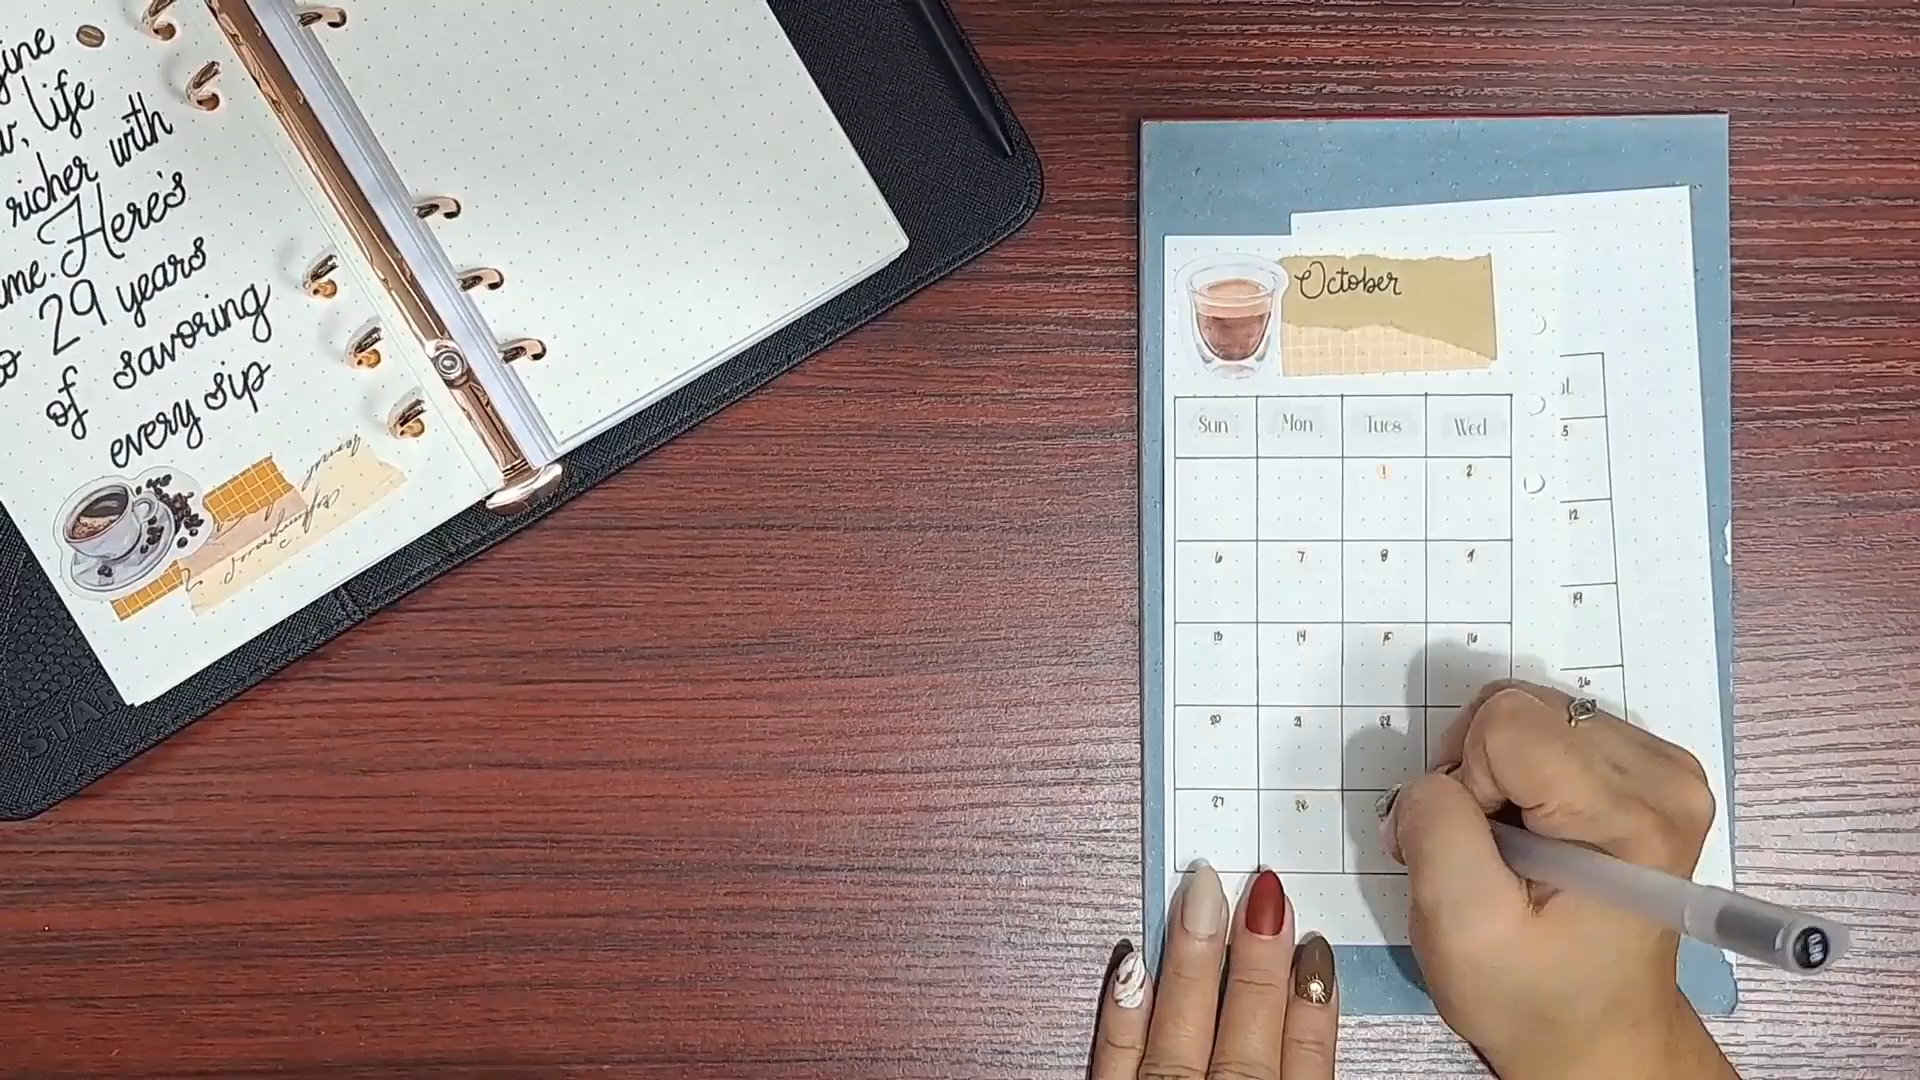 life
richer with
Here's
29 years
of savoring
every sip
STAR
October
Sun Mon Tues Wed
1 2
6 7 8 9
13 14 15 16
20 21 22
27 28
5
12
19
26